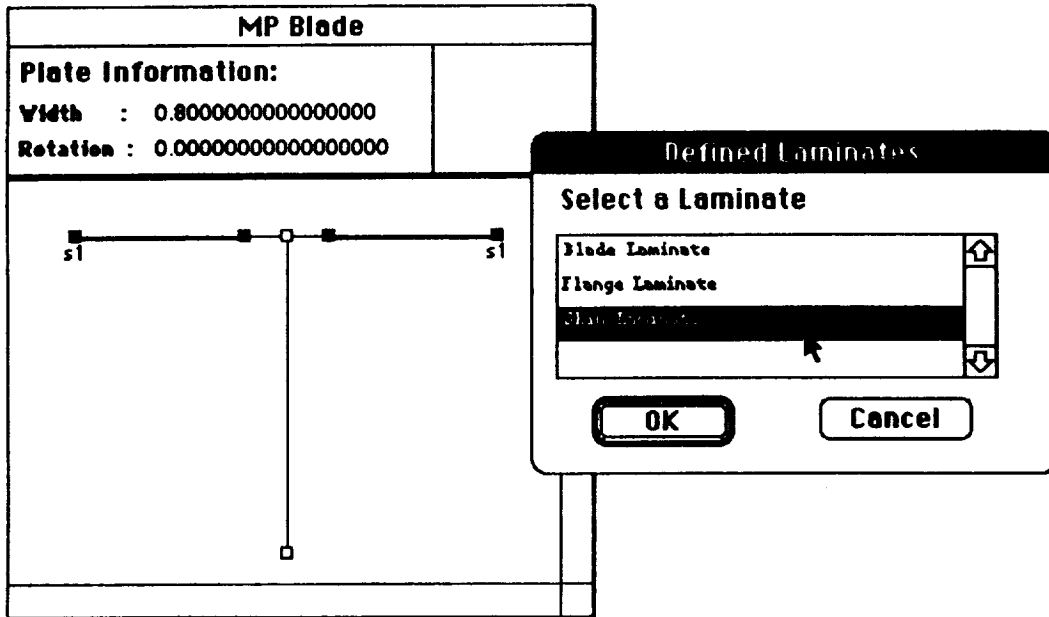 MP Blade
Plate Information:
Width : 0.8000000000000000
Rotation : 0.000000000000000000
s1
s1
Defined Laminates
Select a Laminate
Blade Laminate
Flange Laminate
OK
Cancel